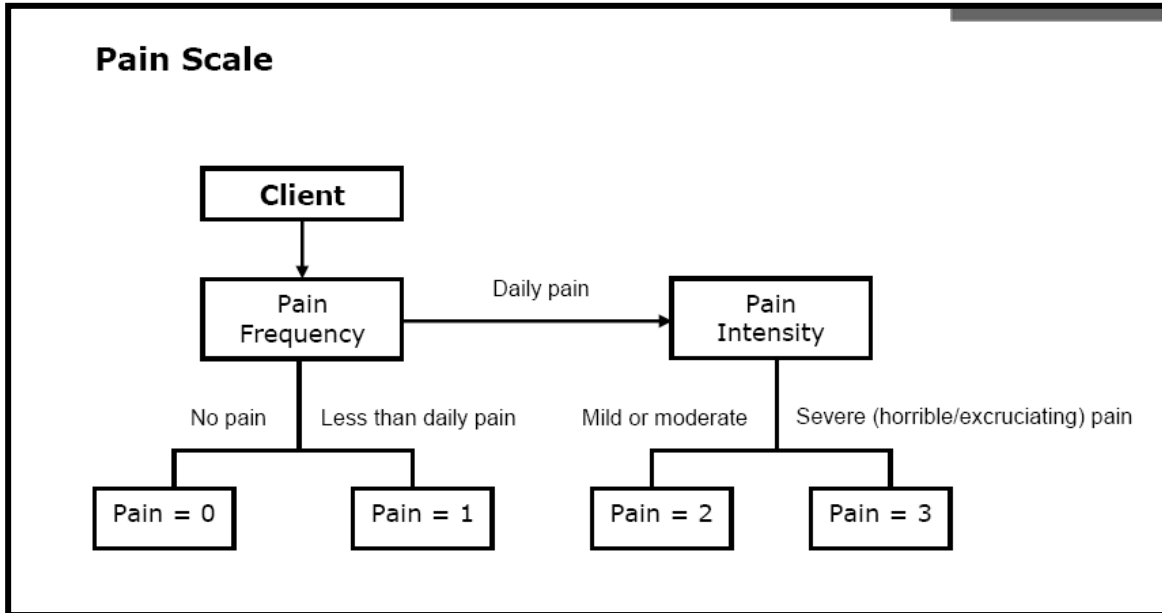 Pain Scale
Client
Pain
Frequency
Daily pain
Pain
Intensity
No pain
Less than daily pain
Mild or moderate
Severe (horrible/excruciating) pain
Pain = 0
Pain = 1
Pain = 2
Pain = 3